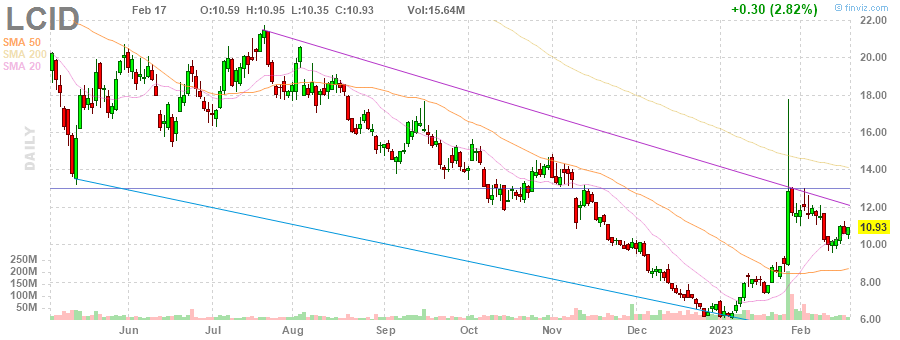 LCID
Feb 17 O:10.59 H:10.95 L:10.35 C:10.93 Vol:15.64M
+0.30 (2.82%)
© finviz.com
SMA 50
SMA 200
SMA 20
DAILY
22.00
20.00
18.00
16.00
14.00
12.00
10.93
10.00
8.00
6.00
250M
200M
150M
100M
50M
Jun Jul Aug Sep Oct Nov Dec 2023 Feb